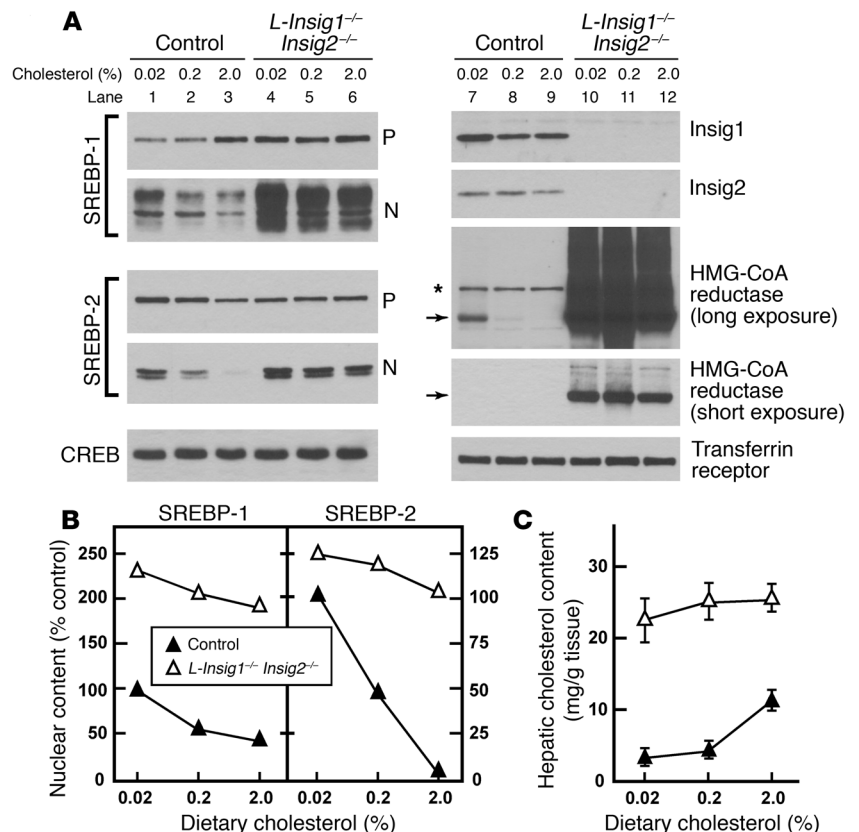 A
Control
L-Insig1–/–
Insig2–/–
Control
L-Insig1–/–
Insig2–/–
Cholesterol (%) 0.02 0.2 2.0 0.02 0.2 2.0 0.02 0.2 2.0 0.02 0.2 2.0
Lane 1 2 3 4 5 6 7 8 9 10 11 12
SREBP-1
P
N
SREBP-2
P
N
CREB
Insig1
Insig2
*
HMG-CoA
reductase
(long exposure)
HMG-CoA
reductase
(short exposure)
Transferrin
receptor
B
SREBP-1 SREBP-2
Nuclear content (% control)
250
200
150
100
50
0
125
100
75
50
25
0
Control
L-Insig1–/– Insig2–/–
0.02 0.2 2.0 0.02 0.2 2.0
Dietary cholesterol (%)
C
Hepatic cholesterol content
(mg/g tissue)
30
20
10
0
0.02 0.2 2.0
Dietary cholesterol (%)